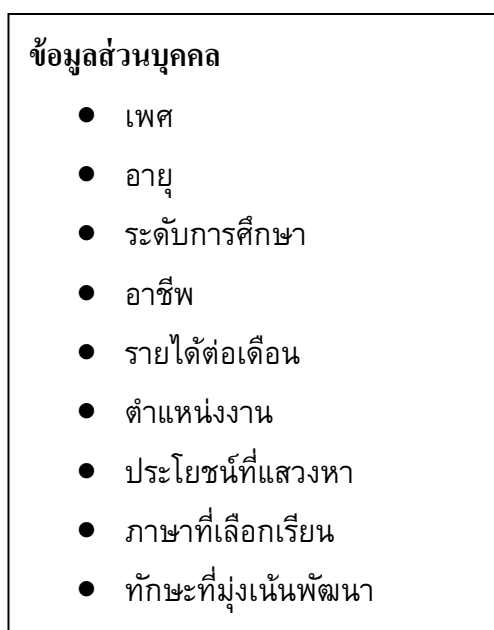 ข้อมูลส่วนบุคคล
● เพศ
● อายุ
● ระดับการศึกษา
● อาชีพ
● รายได้ต่อเดือน
● ตำแหน่งงาน
● ประโยชน์ที่แสวงหา
● ภาษาที่เลือกเรียน
● ทักษะที่มุ่งเน้นพัฒนา